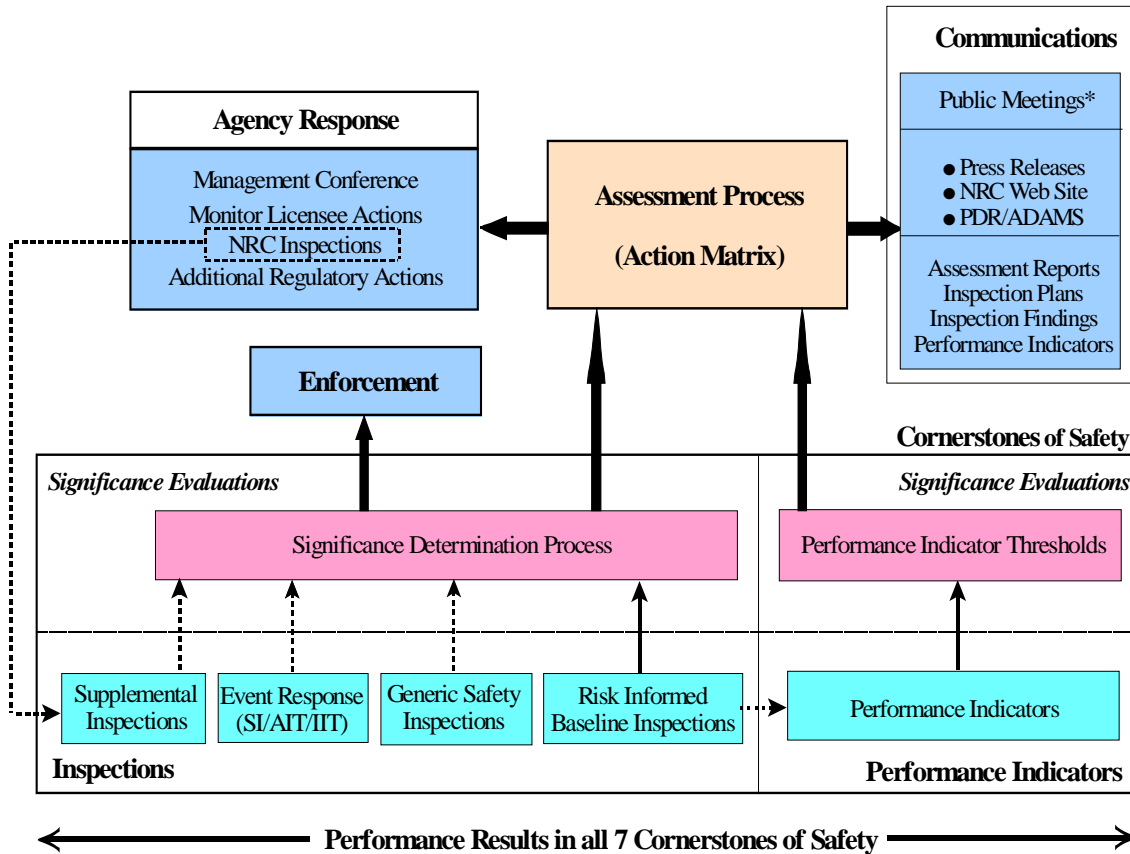 Communications
Public Meetings*
● Press Releases
● NRC Web Site
● PDR/ADAMS
Assessment Reports
Inspection Plans
Inspection Findings
Performance Indicators
Agency Response
Management Conference
Monitor Licensee Actions
NRC Inspections
Additional Regulatory Actions
Assessment Process
(Action Matrix)
Enforcement
Cornerstones of Safety
Significance Evaluations
Significance Evaluations
Significance Determination Process
Performance Indicator Thresholds
Supplemental
Inspections
Event Response
(SI/AIT/IIT)
Generic Safety
Inspections
Risk Informed
Baseline Inspections
Performance Indicators
Inspections
Performance Indicators
Performance Results in all 7 Cornerstones of Safety